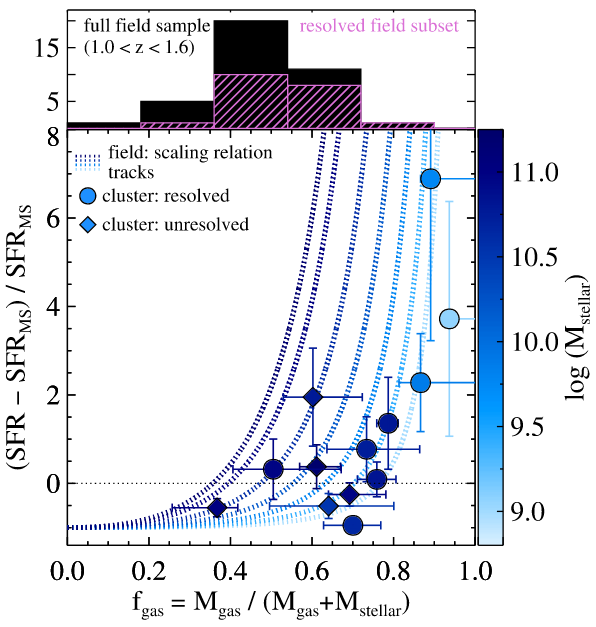 full field sample
(1.0 < z < 1.6)
resolved field subset
15
5
8
6
4
2
0
field: scaling relation
tracks
cluster: resolved
cluster: unresolved
(SFR − SFR_MS) / SFR_MS
0.0 0.2 0.4 0.6 0.8 1.0
f_gas = M_gas / (M_gas+M_stellar)
11.0
10.5
10.0
9.5
9.0
log (M_stellar)